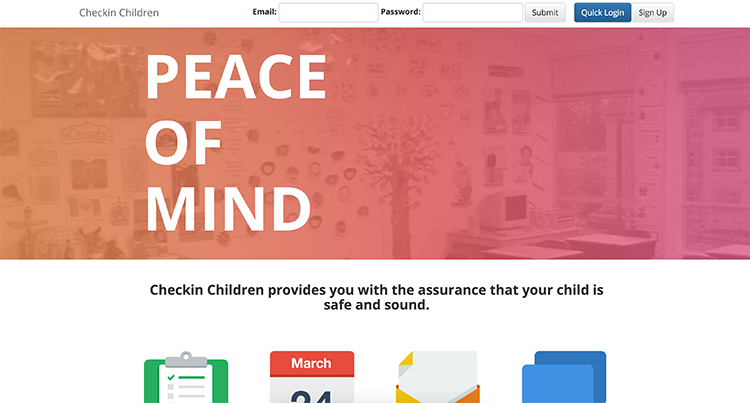 Checkin Children Email: Password: Submit Quick Login Sign Up
PEACE
OF
MIND
Checkin Children provides you with the assurance that your child is
safe and sound.
March
24